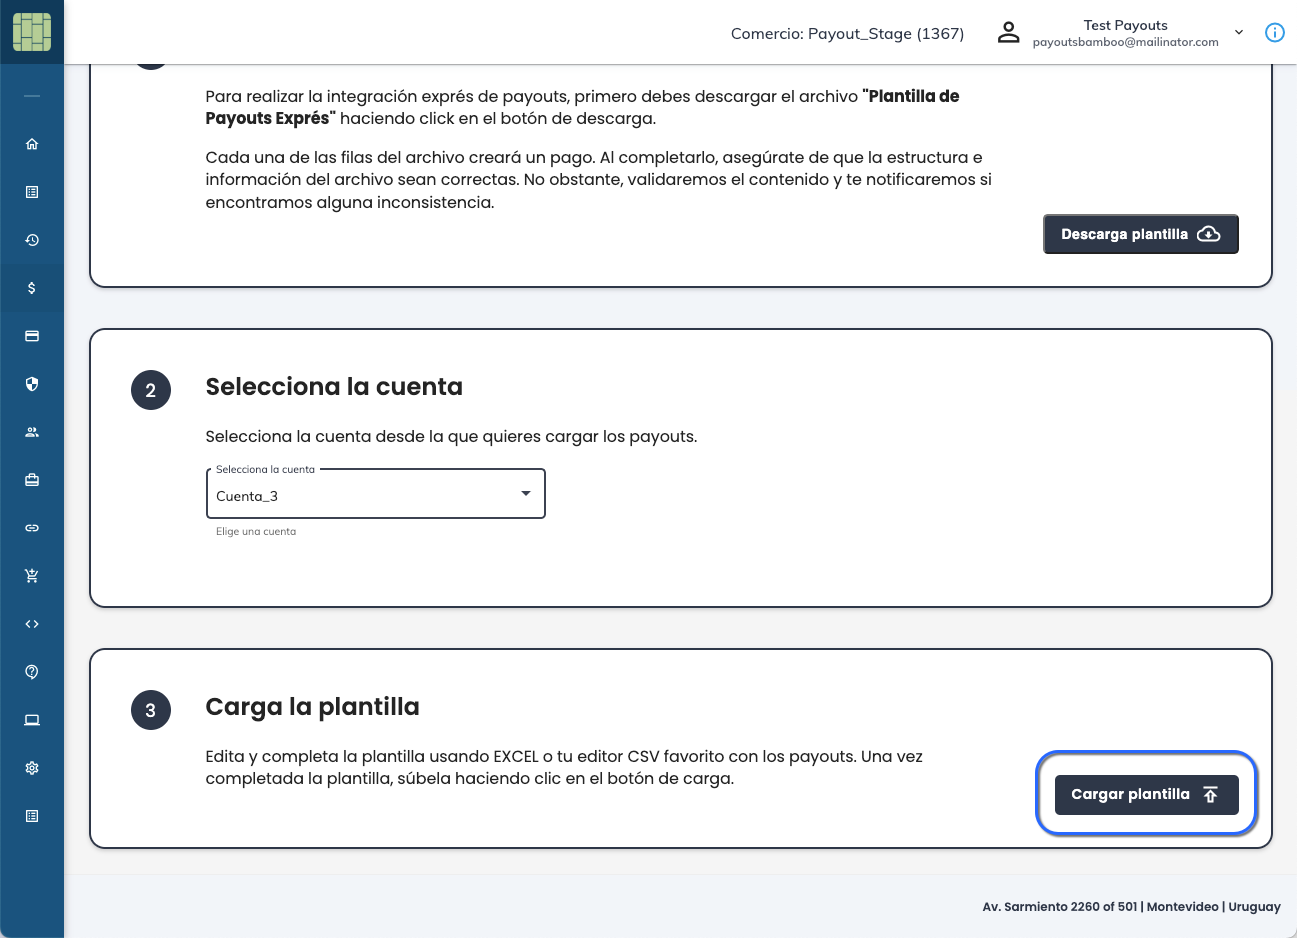 Comercio: Payout_Stage (1367)
Test Payouts
payoutsbamboo@mailinator.com
Para realizar la integración exprés de payouts, primero debes descargar el archivo "Plantilla de
Payouts Exprés" haciendo click en el botón de descarga.
Cada una de las filas del archivo creará un pago. Al completarlo, asegúrate de que la estructura e
información del archivo sean correctas. No obstante, validaremos el contenido y te notificaremos si
encontramos alguna inconsistencia.
Descarga plantilla
2
Selecciona la cuenta
Selecciona la cuenta desde la que quieres cargar los payouts.
Selecciona la cuenta
Cuenta_3
Elige una cuenta
3
Carga la plantilla
Edita y completa la plantilla usando EXCEL o tu editor CSV favorito con los payouts. Una vez
completada la plantilla, súbela haciendo clic en el botón de carga.
Cargar plantilla
Av. Sarmiento 2260 of 501 | Montevideo | Uruguay